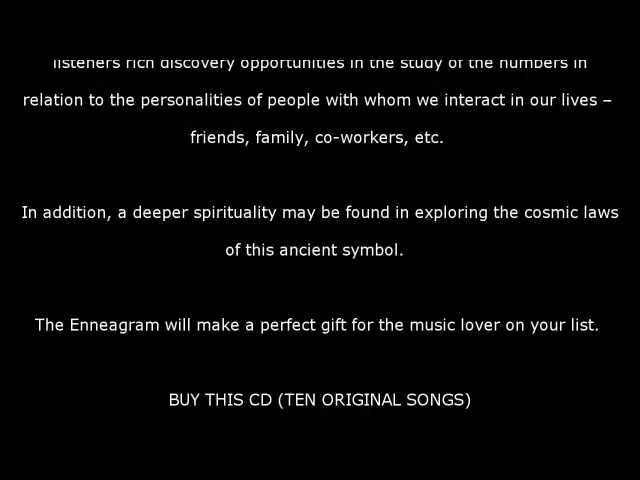 listeners rich discovery opportunities in the study of the numbers in
relation to the personalities of people with whom we interact in our lives –
friends, family, co-workers, etc.
In addition, a deeper spirituality may be found in exploring the cosmic laws
of this ancient symbol.
The Enneagram will make a perfect gift for the music lover on your list.
BUY THIS CD (TEN ORIGINAL SONGS)